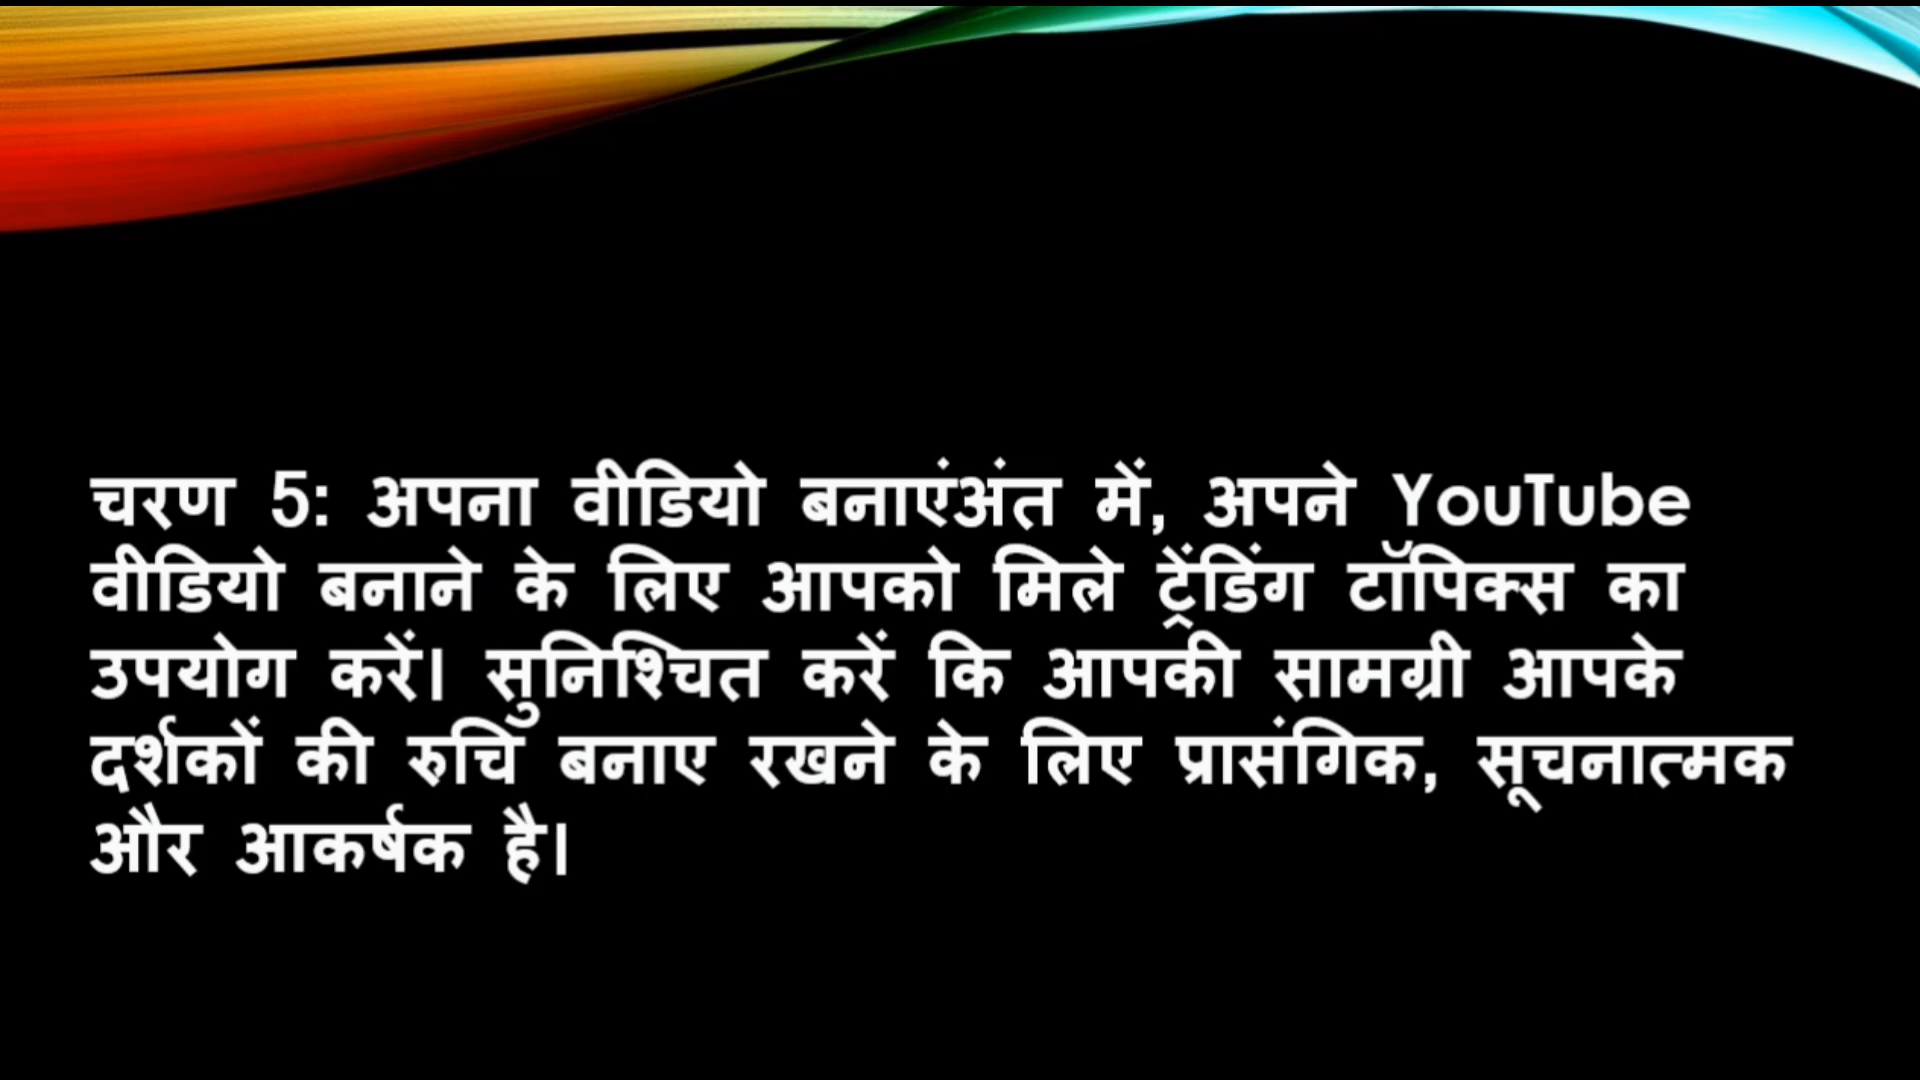 चरण 5: अपना वीडियो बनाएंअंत में, अपने YouTube
वीडियो बनाने के लिए आपको मिले ट्रेंडिंग टॉपिक्स का
उपयोग करें। सुनिश्चित करें कि आपकी सामग्री आपके
दर्शकों की रुचि बनाए रखने के लिए प्रासंगिक, सूचनात्मक
और आकर्षक है।